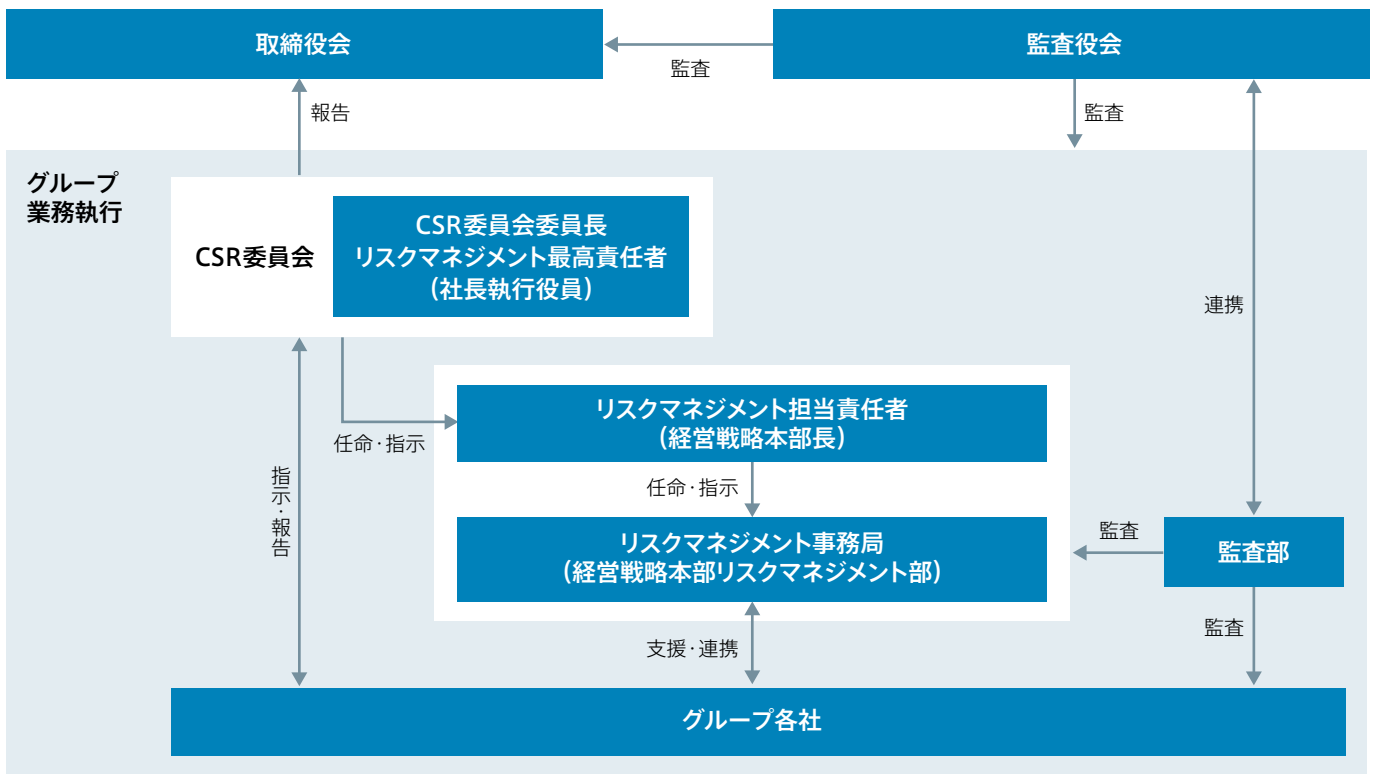 取締役会
監査役会
監査
報告
監査
グループ
業務執行
CSR委員会
CSR委員会委員長
リスクマネジメント最高責任者
（社長執行役員）
連携
任命・指示
リスクマネジメント担当責任者
（経営戦略本部長）
指示・報告
任命・指示
リスクマネジメント事務局
（経営戦略本部リスクマネジメント部）
監査
監査部
支援・連携
監査
グループ各社